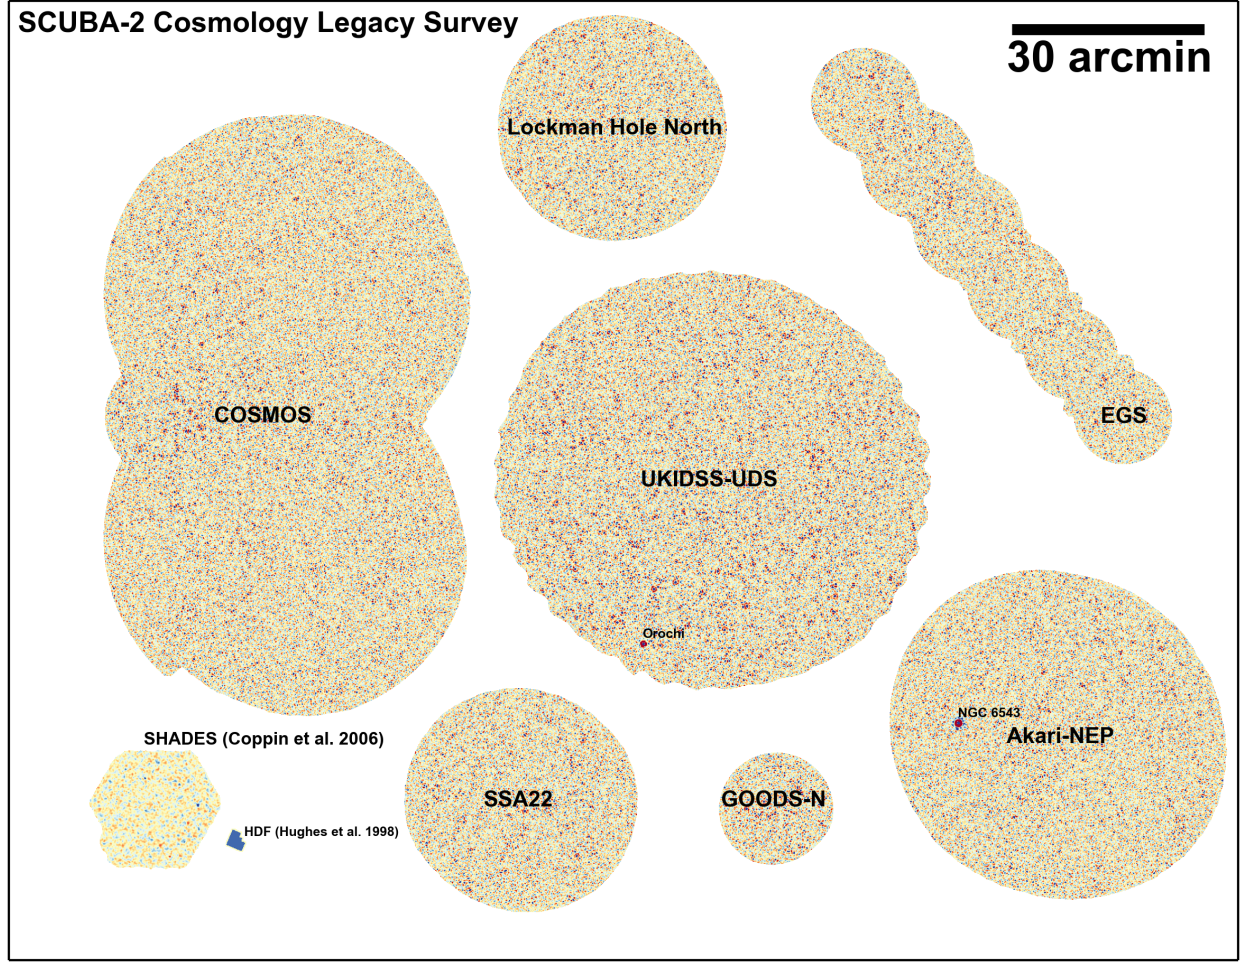 SCUBA-2 Cosmology Legacy Survey
30 arcmin
Lockman Hole North
COSMOS
EGS
UKIDSS-UDS
Orochi
NGC 6543
Akari-NEP
SHADES (Coppin et al. 2006)
SSA22
GOODS-N
HDF (Hughes et al. 1998)